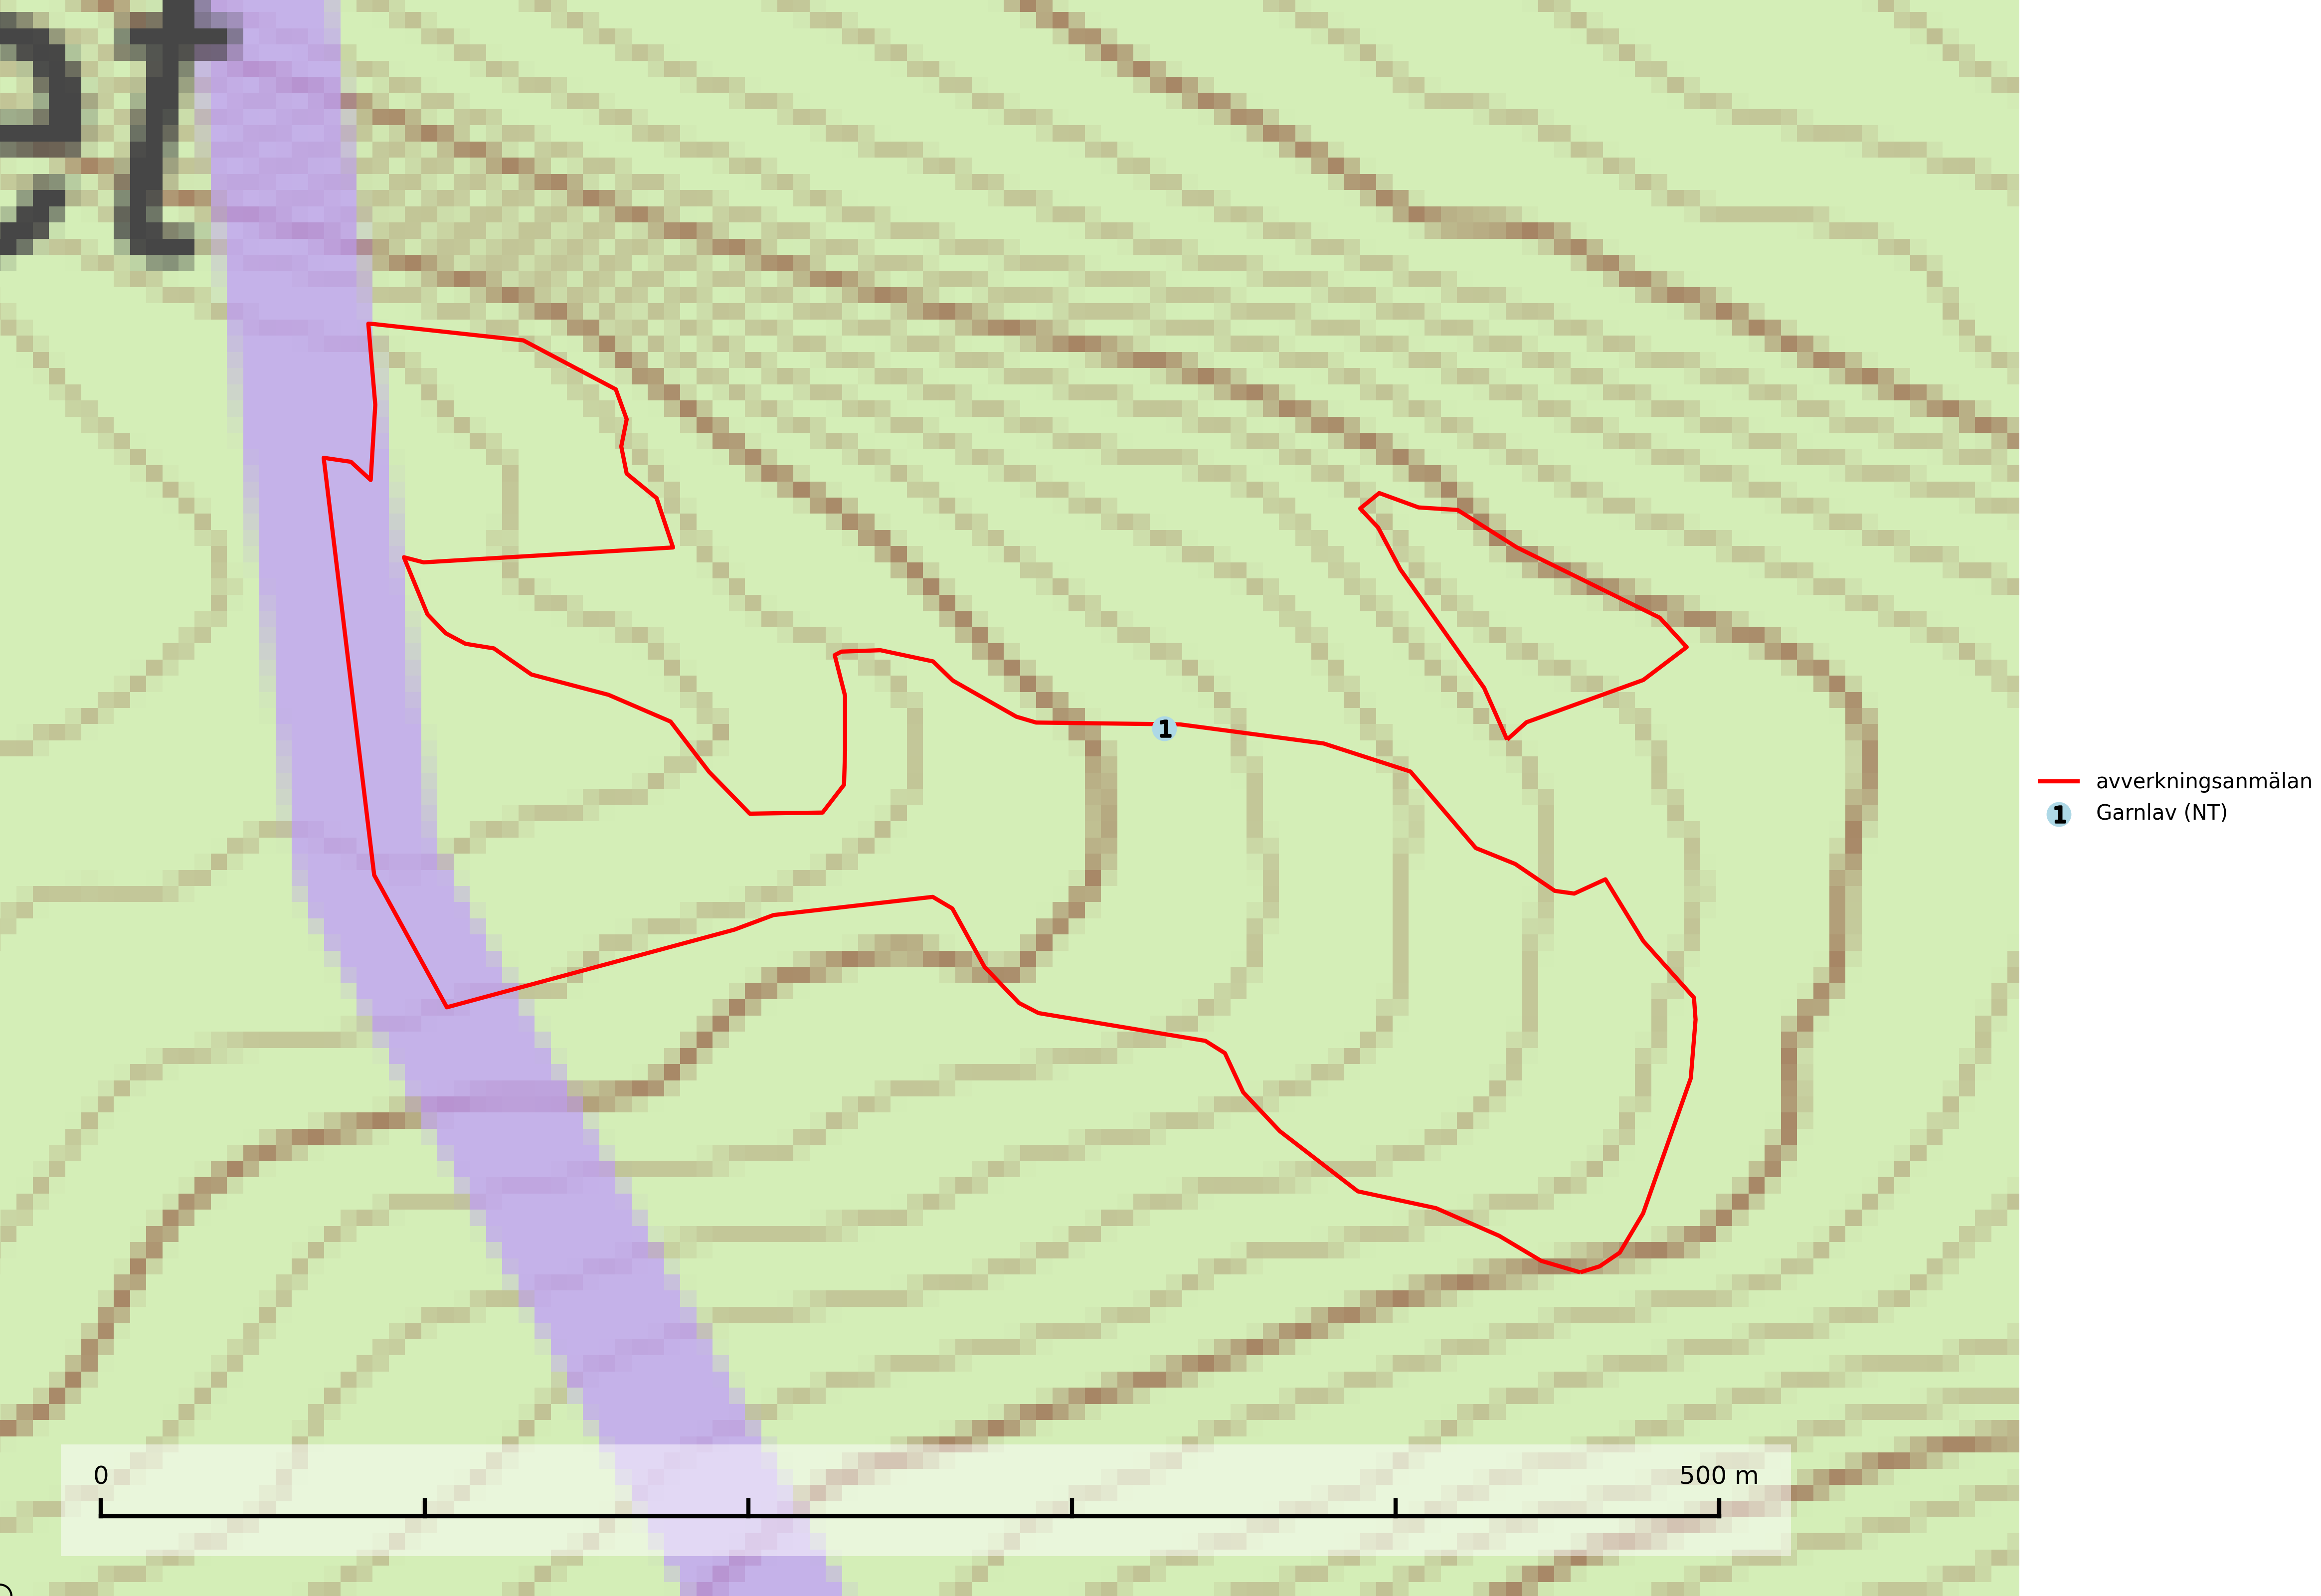 1
avverkningsanmälan
1 Garnlav (NT)
0 500 m